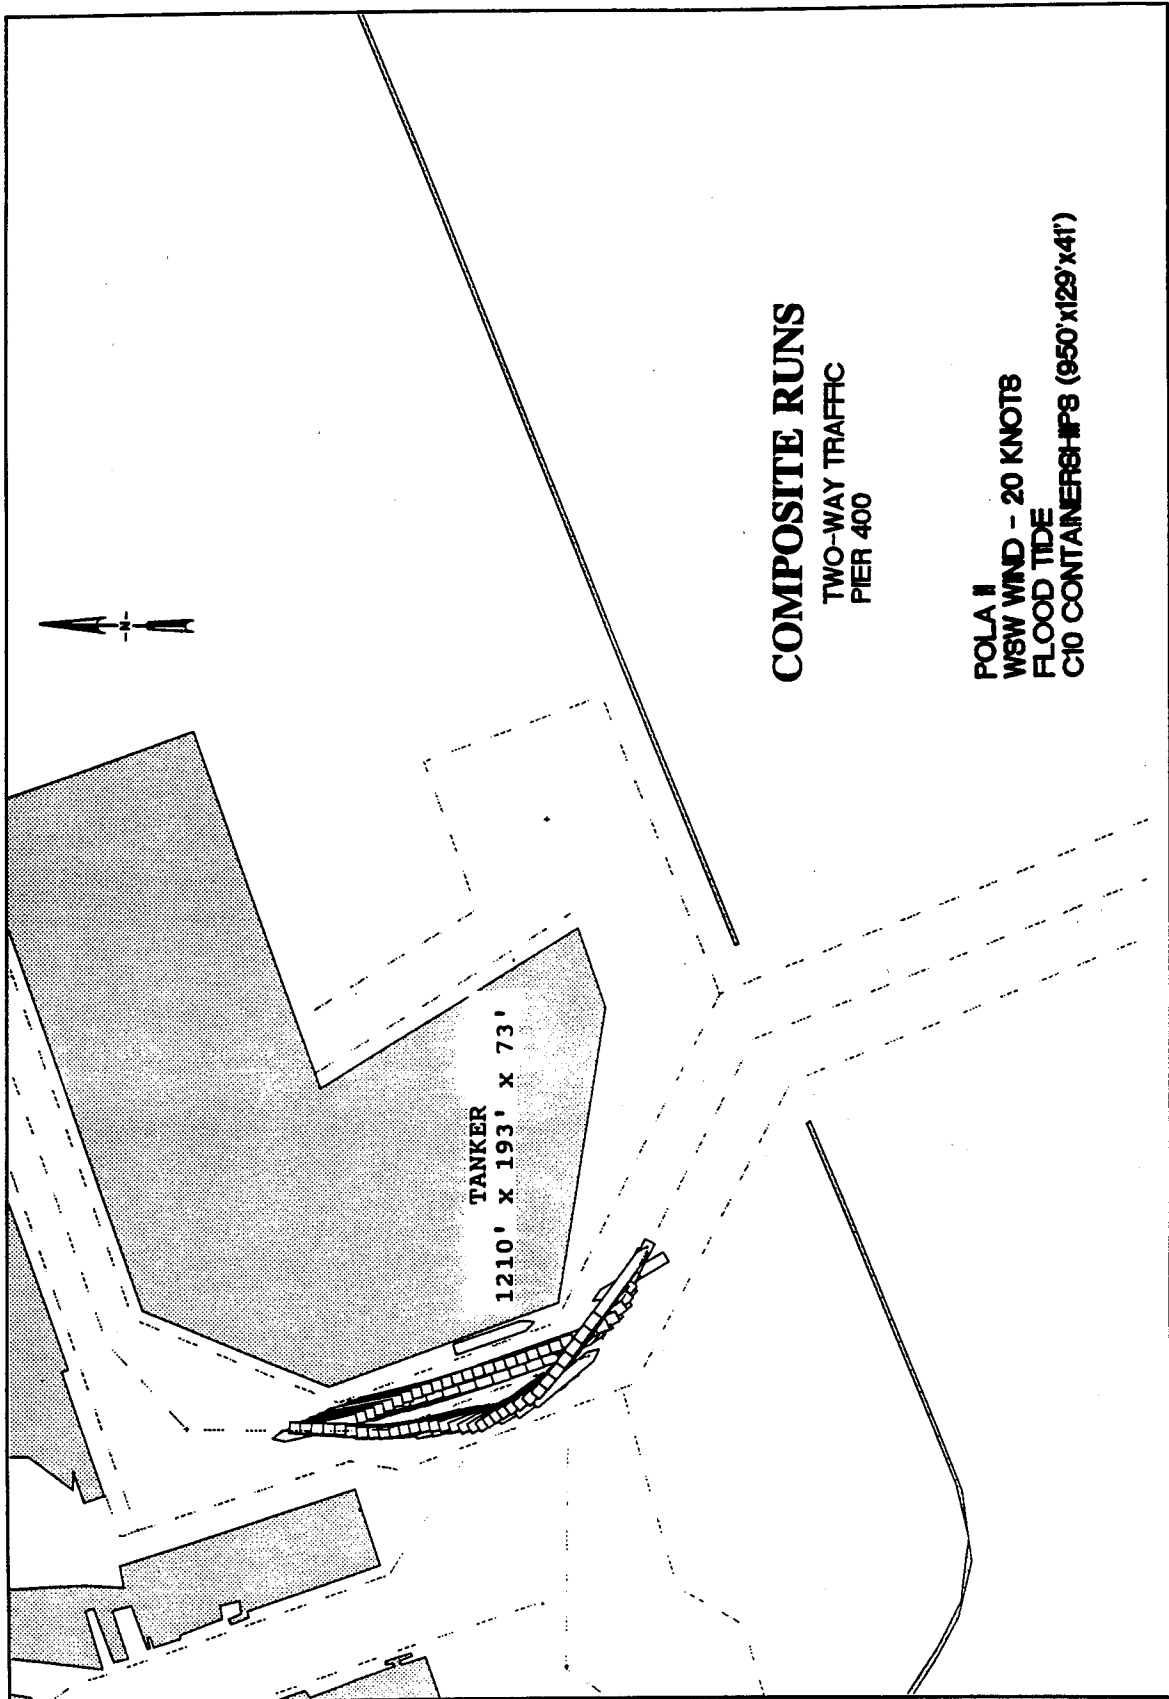 -N-
COMPOSITE RUNS
TWO-WAY TRAFFIC
PIER 400
POLA II
WSW WIND - 20 KNOTS
FLOOD TIDE
C10 CONTAINERSHIPS (950'x129'x41')
TANKER
1210' X 193' X 73'